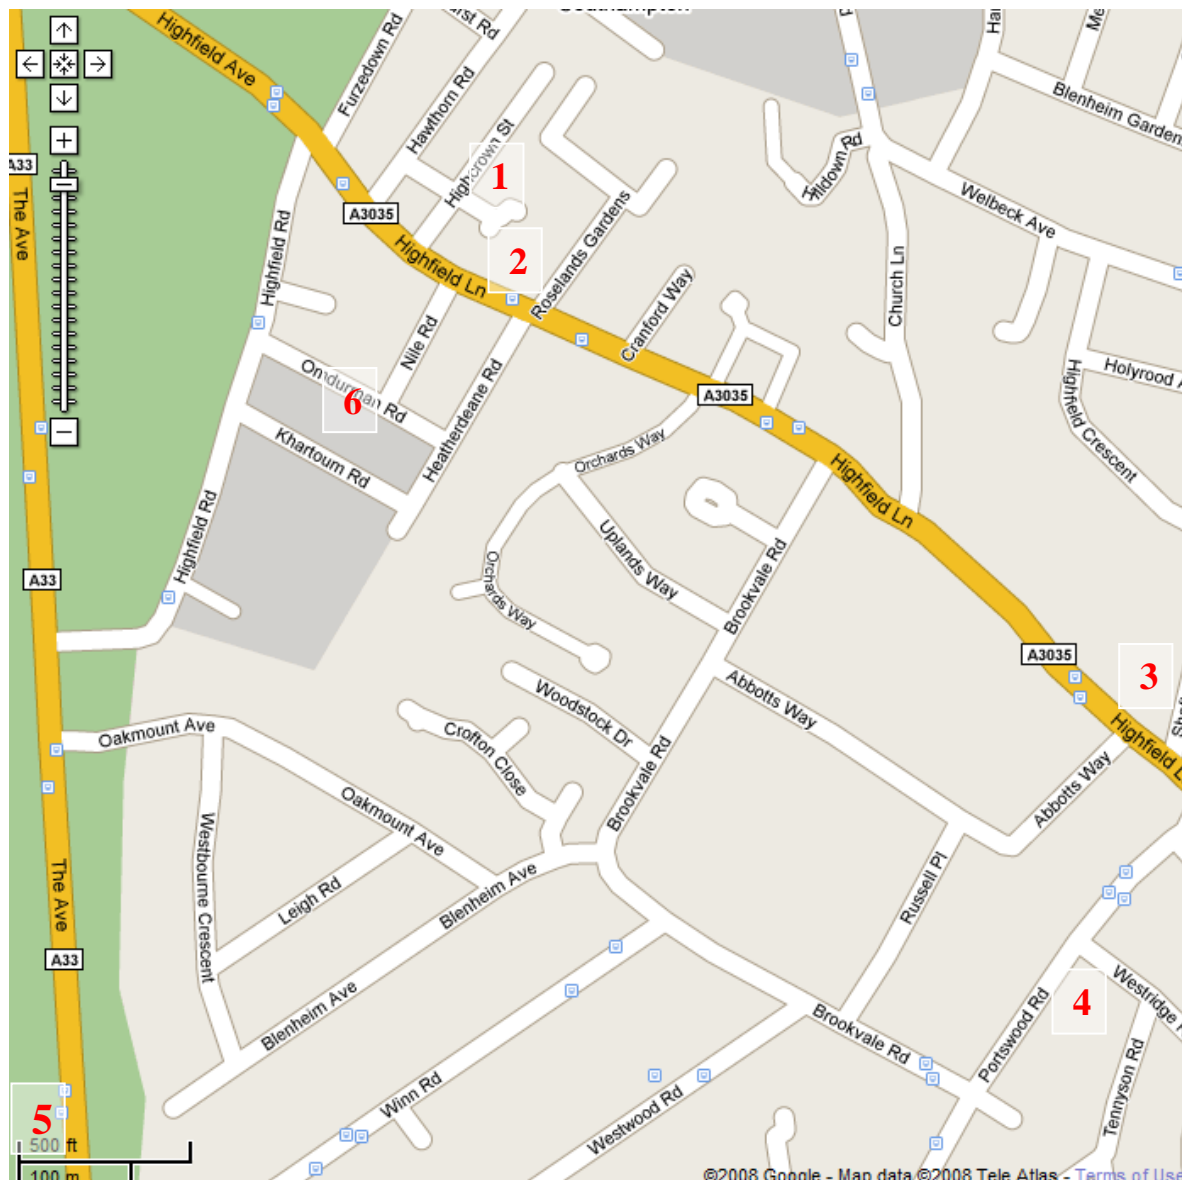 Southampton
Highfield Ave
Furzedown Rd
Hawthorn Rd
Highcrown St
Blenheim Gardens
Hilldown Rd
Welbeck Ave
A33
The Ave
1
A3035
Highfield Ln
2
Roselands Gardens
Highfield Rd
Church Ln
Cranford Way
Nile Rd
Omdurman Rd
6
Heatherdeane Rd
Khartoum Rd
A3035
Holyrood
Highfield Crescent
Orchards Way
Highfield Ln
Uplands Way
Brookvale Rd
Highfield Rd
A33
Orchards Way
A3035
3
Abbotts Way
Highfield L
Woodstock Dr
Oakmount Ave
Crofton Close
Brookvale Rd
Abbotts Way
Oakmount Ave
Westbourne Crescent
The Ave
Leigh Rd
Blenheim Ave
Russell Pl
A33
Westridge
4
Portswood Rd
Blenheim Ave
Brookvale Rd
Tennyson Rd
Winn Rd
Westwood Rd
5
500 ft
100 m
©2008 Google - Map data ©2008 Tele Atlas - Terms of Use